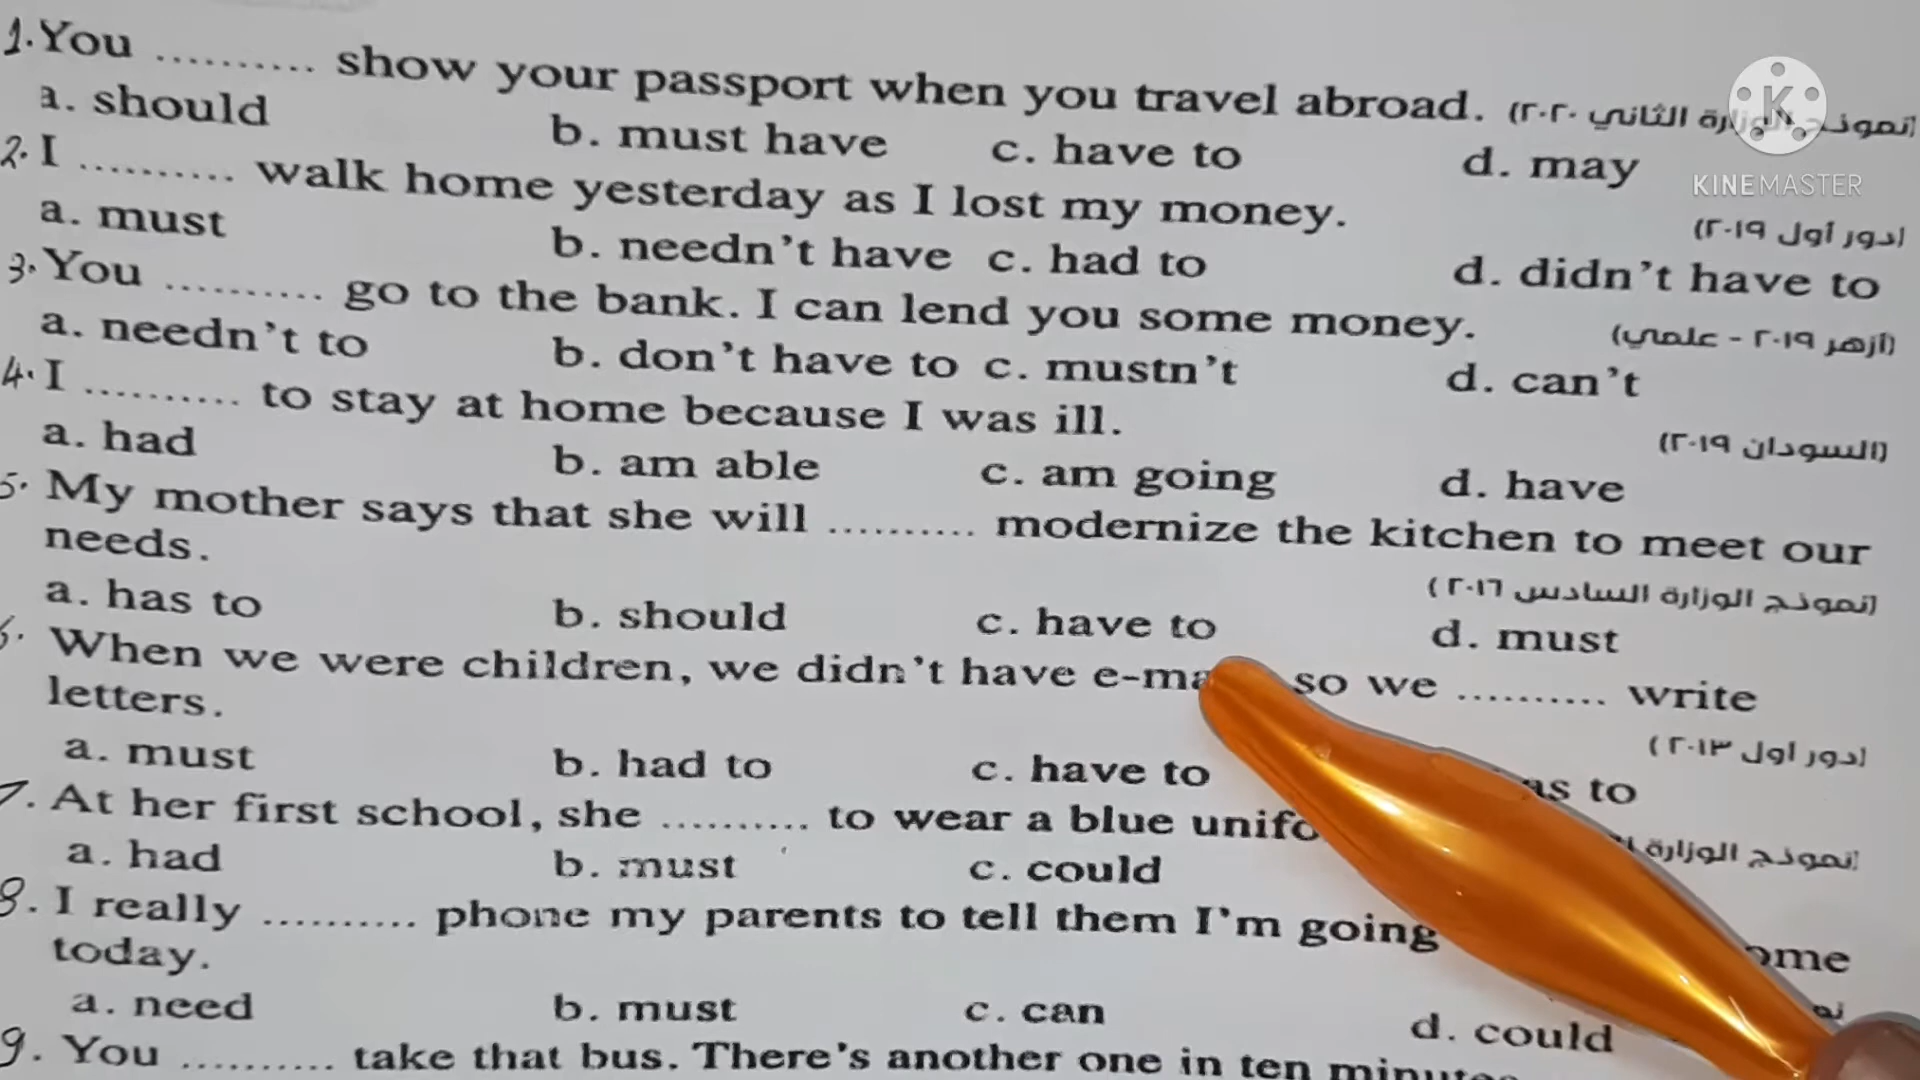 1. You .......... show your passport when you travel abroad. (نموذج الوزارة الثاني ٢٠٢٠)
a. should b. must have c. have to d. may
KINEMASTER
2. I .......... walk home yesterday as I lost my money. (دور أول ٢٠١٩)
a. must b. needn't have c. had to d. didn't have to
3. You .......... go to the bank. I can lend you some money. (أزهر ٢٠١٩ - علمي)
a. needn't to b. don't have to c. mustn't d. can't
4. I .......... to stay at home because I was ill. (السودان ٢٠١٩)
a. had b. am able c. am going d. have
5. My mother says that she will .......... modernize the kitchen to meet our
needs. (نموذج الوزارة السادس ٢٠١٦)
a. has to b. should c. have to d. must
6. When we were children, we didn't have so we .......... write
letters. (دور أول ٢٠١٣)
a. must b. had to c. have to to
7. At her first school, she .......... to wear a blue نموذج الوزارة
a. had b. must c. could
8. I really .......... phone my parents to tell them I'm going
today.
a. need b. must c. can d. could
9. You .......... take that bus. There's another one in ten